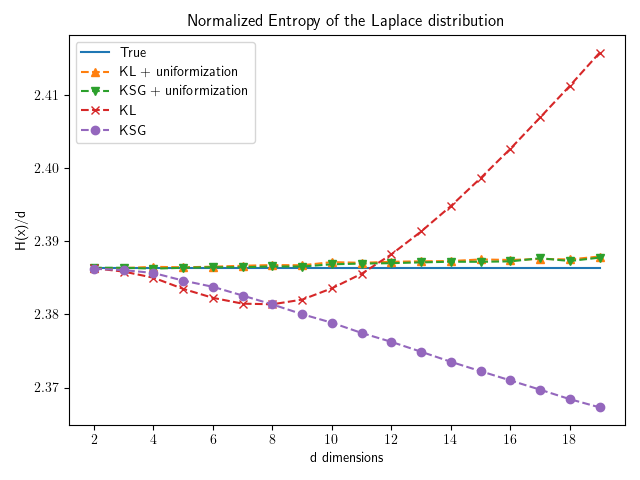 Normalized Entropy of the Laplace distribution
True
KL + uniformization
KSG + uniformization
KL
KSG
H(x)/d
2.41
2.40
2.39
2.38
2.37
2 4 6 8 10 12 14 16 18
d dimensions